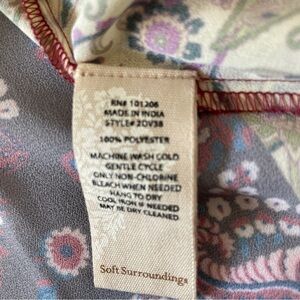 RN# 101206
MADE IN INDIA
STYLE# 2DV38
100% POLYESTER
MACHINE WASH COLD
GENTLE CYCLE
ONLY NON-CHLORINE
BLEACH WHEN NEEDED
HANG TO DRY
COOL IRON IF NEEDED
MAY BE DRY CLEANED
Soft Surroundings